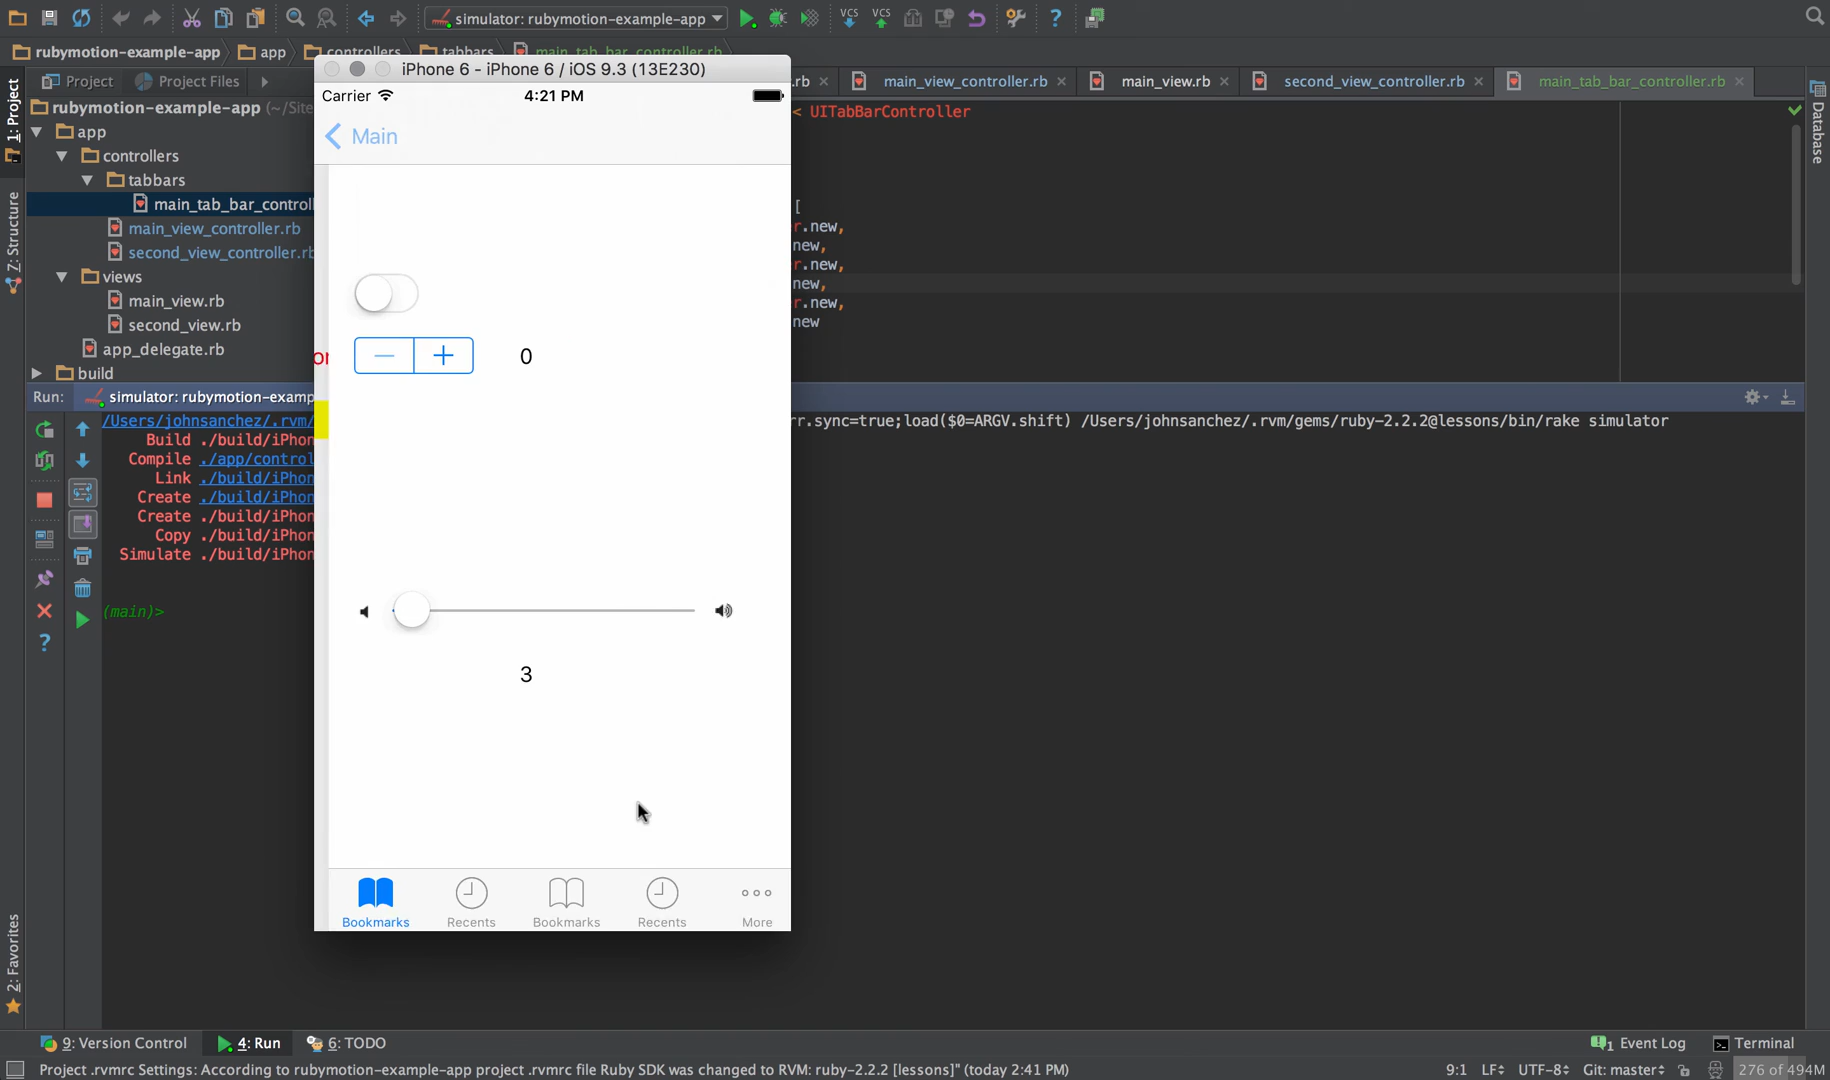 simulator: rubymotion-example-app
VCS
VCS
rubymotion-example-app
app
controllers
tabbars
main_tab_bar_controller.rb
iPhone 6 - iPhone 6 / iOS 9.3 (13E230)
1: Project
Project
Project Files
.rb
main_view_controller.rb
main_view.rb
second_view_controller.rb
main_tab_bar_controller.rb
Database
Carrier
4:21 PM
Main
rubymotion-example-app (~/Site
app
controllers
tabbars
main_tab_bar_control
main_view_controller.rb
second_view_controller.rb
views
main_view.rb
second_view.rb
app_delegate.rb
build
Z: Structure
< UITabBarController
[
r.new,
new,
r.new,
new,
r.new,
new
or
0
3
Bookmarks
Recents
Bookmarks
Recents
More
Run:
simulator: rubymotion-examp
/Users/johnsanchez/.rvm/
rr.sync=true;load($0=ARGV.shift) /Users/johnsanchez/.rvm/gems/ruby-2.2.2@lessons/bin/rake simulator
Build ./build/iPhon
Compile ./app/control
Link ./build/iPhon
Create ./build/iPhon
Create ./build/iPhon
Copy ./build/iPhon
Simulate ./build/iPhon
(main)>
2: Favorites
9: Version Control
4: Run
6: TODO
1 Event Log
Terminal
Project .rvmrc Settings: According to rubymotion-example-app project .rvmrc file Ruby SDK was changed to RVM: ruby-2.2.2 [lessons]" (today 2:41 PM)
9:1
LF
UTF-8
Git: master
276 of 494M